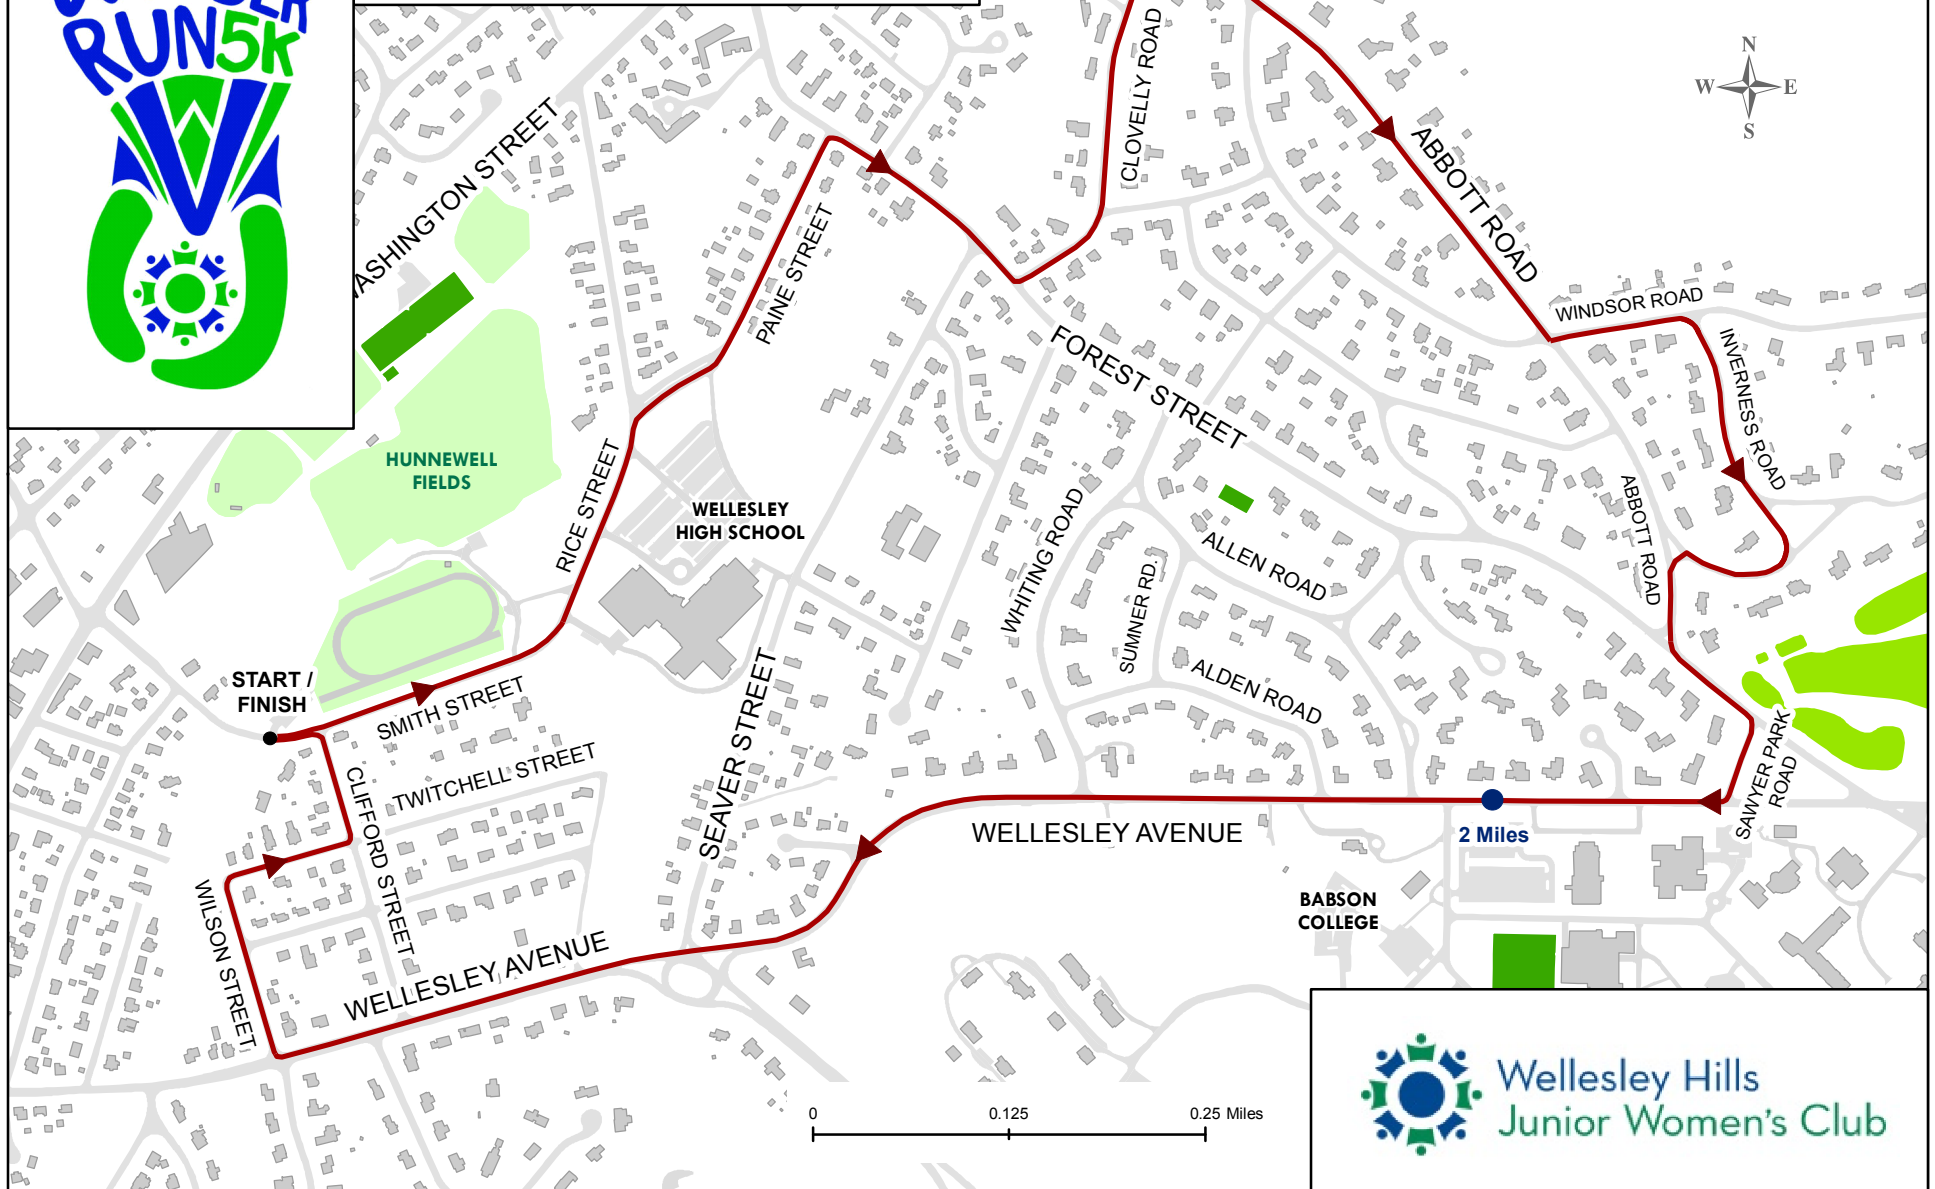 RUN5K
N
W E
S
CLOVELLY ROAD
ABBOTT ROAD
WASHINGTON STREET
PAINE STREET
WINDSOR ROAD
INVERNESS ROAD
FOREST STREET
HUNNEWELL
FIELDS
RICE STREET
WELLESLEY
HIGH SCHOOL
WHITING ROAD
ABBOTT ROAD
ALLEN ROAD
SUMNER RD.
START /
FINISH
SMITH STREET
ALDEN ROAD
SEAVER STREET
TWITCHELL STREET
CLIFFORD STREET
SAWYER PARK
ROAD
WELLESLEY AVENUE
2 Miles
WILSON STREET
BABSON
COLLEGE
WELLESLEY AVENUE
0 0.125 0.25 Miles
Wellesley Hills
Junior Women's Club